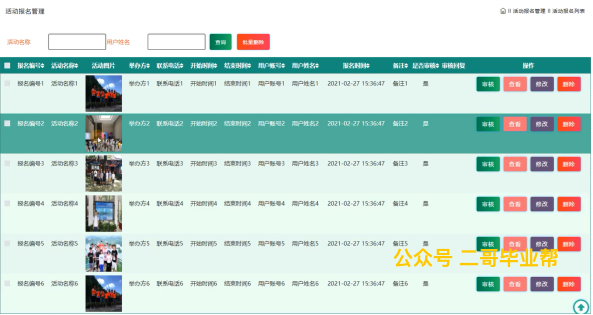 活动报名管理
活动报名管理 活动报名列表
活动名称 用户姓名 查询 批量删除
报名编号 活动名称 活动图片 举办方 联系电话 开始时间 结束时间 用户账号 用户姓名 报名时间 备注 是否审核 审核回复 操作
报名编号1 活动名称1 举办方1 联系电话1 开始时间1 结束时间1 用户账号1 用户姓名1 2021-02-27 15:36:47 备注1 是 审核 查看 修改 删除
报名编号2 活动名称2 举办方2 联系电话2 开始时间2 结束时间2 用户账号2 用户姓名2 2021-02-27 15:36:47 备注2 是 审核 查看 修改 删除
报名编号3 活动名称3 举办方3 联系电话3 开始时间3 结束时间3 用户账号3 用户姓名3 2021-02-27 15:36:47 备注3 是 审核 查看 修改 删除
报名编号4 活动名称4 举办方4 联系电话4 开始时间4 结束时间4 用户账号4 用户姓名4 2021-02-27 15:36:47 备注4 是 审核 查看 修改 删除
报名编号5 活动名称5 举办方5 联系电话5 开始时间5 结束时间5 用户账号5 用户姓名5 2021-02-27 15:36:47 备注5 是 审核 查看 修改 删除
公众号 二哥毕业帮
报名编号6 活动名称6 举办方6 联系电话6 开始时间6 结束时间6 用户账号6 用户姓名6 2021-02-27 15:36:47 备注6 是 审核 查看 修改 删除